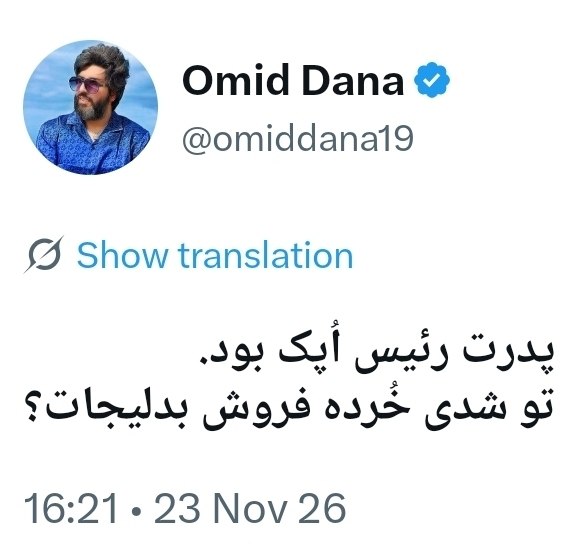 Omid Dana
@omiddana19
Show translation
پدرت رئیس اُپک بود.
تو شدی خُرده فروش بدلیجات؟
16:21 • 23 Nov 26